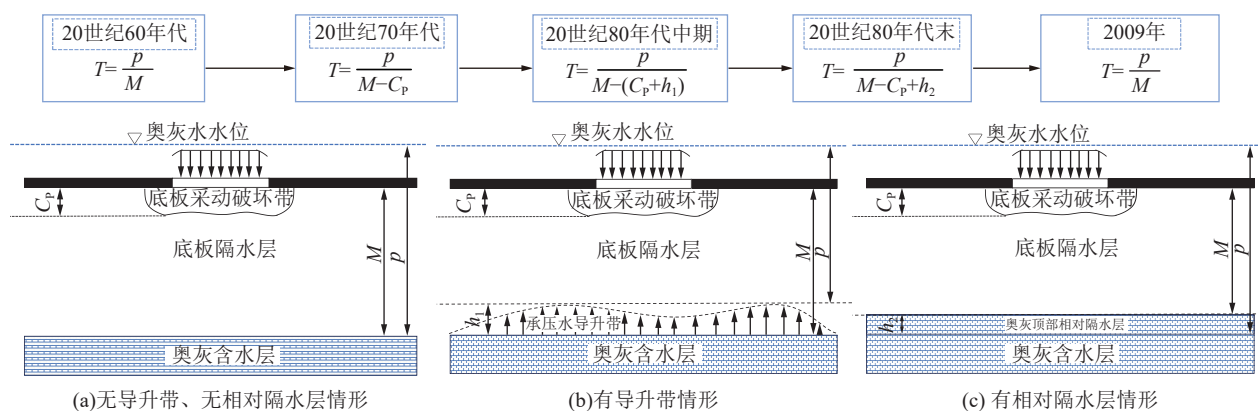 20世纪60年代
T=p/M
20世纪70年代
T=p/(M−C_P)
20世纪80年代中期
T=p/(M−(C_P+h_1))
20世纪80年代末
T=p/(M−C_P+h_2)
2009年
T=p/M
奥灰水水位
底板采动破坏带
C_P
底板隔水层
M
p
奥灰含水层
(a)无导升带、无相对隔水层情形
奥灰水水位
底板采动破坏带
C_P
底板隔水层
M
p
h_1
承压水导升带
奥灰含水层
(b)有导升带情形
奥灰水水位
底板采动破坏带
C_P
底板隔水层
M
p
h_2
奥灰顶部相对隔水层
奥灰含水层
(c) 有相对隔水层情形